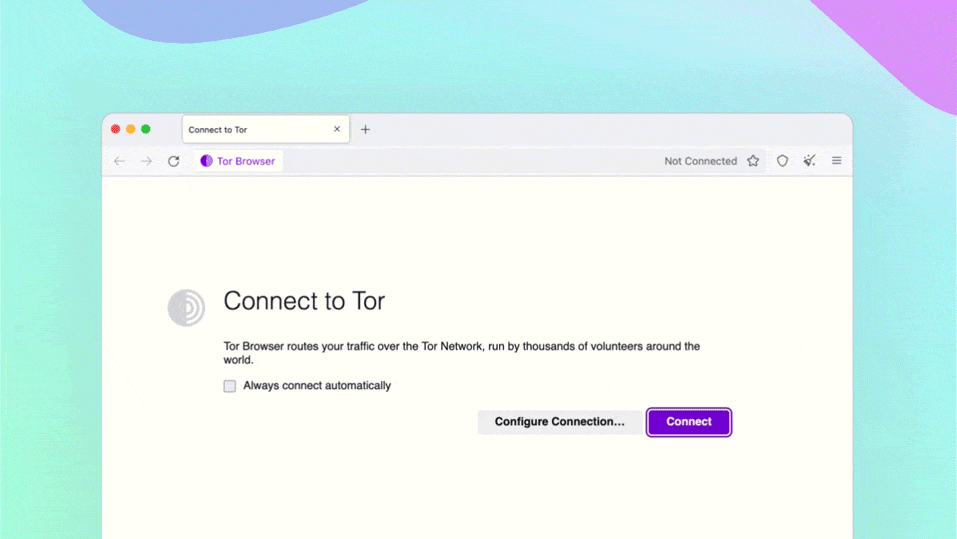 Connect to Tor
Tor Browser
Not Connected
Connect to Tor
Tor Browser routes your traffic over the Tor Network, run by thousands of volunteers around the
world.
Always connect automatically
Configure Connection...
Connect